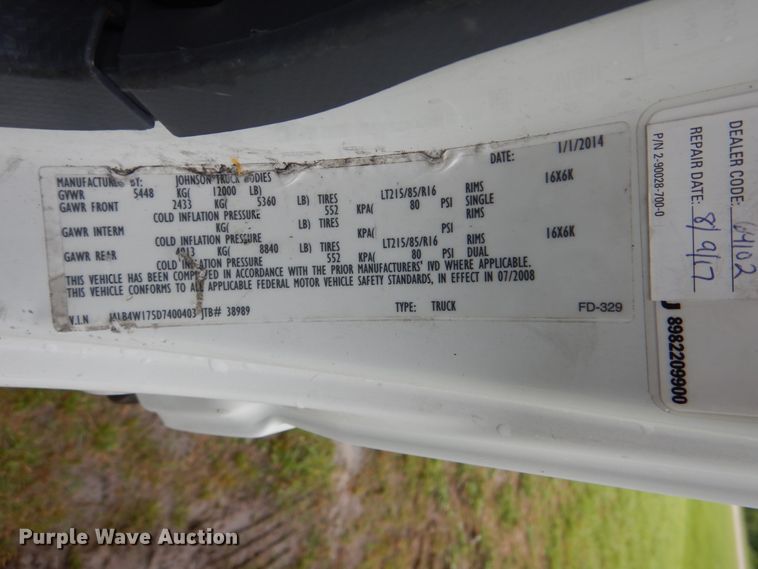 MANUFACTURED BY: JOHNSON TRUCK BODIES DATE: 1/1/2014
GVWR 5448 KG( 12000 LB)
GAWR FRONT 2433 KG( 5360 LB) TIRES LT215/85/R16 RIMS 16X6K
COLD INFLATION PRESSURE 552 KPA( 80 PSI SINGLE
GAWR INTERM KG( LB) TIRES RIMS
COLD INFLATION PRESSURE KPA( PSI
GAWR REAR KG( 8840 LB) TIRES LT215/85/R16 RIMS 16X6K
COLD INFLATION PRESSURE 552 KPA( 80 PSI DUAL
THIS VEHICLE HAS BEEN COMPLETED IN ACCORDANCE WITH THE PRIOR MANUFACTURERS' IVD WHERE APPLICABLE.
THIS VEHICLE CONFORMS TO ALL APPLICABLE FEDERAL MOTOR VEHICLE SAFETY STANDARDS, IN EFFECT IN 07/2008
V.I.N JALB4W175D7400403 JTB# 38989 TYPE: TRUCK FD-329
DEALER CODE: 64102
REPAIR DATE: 8/9/17
P/N 2-90028-700-0
8982209900
Purple Wave Auction